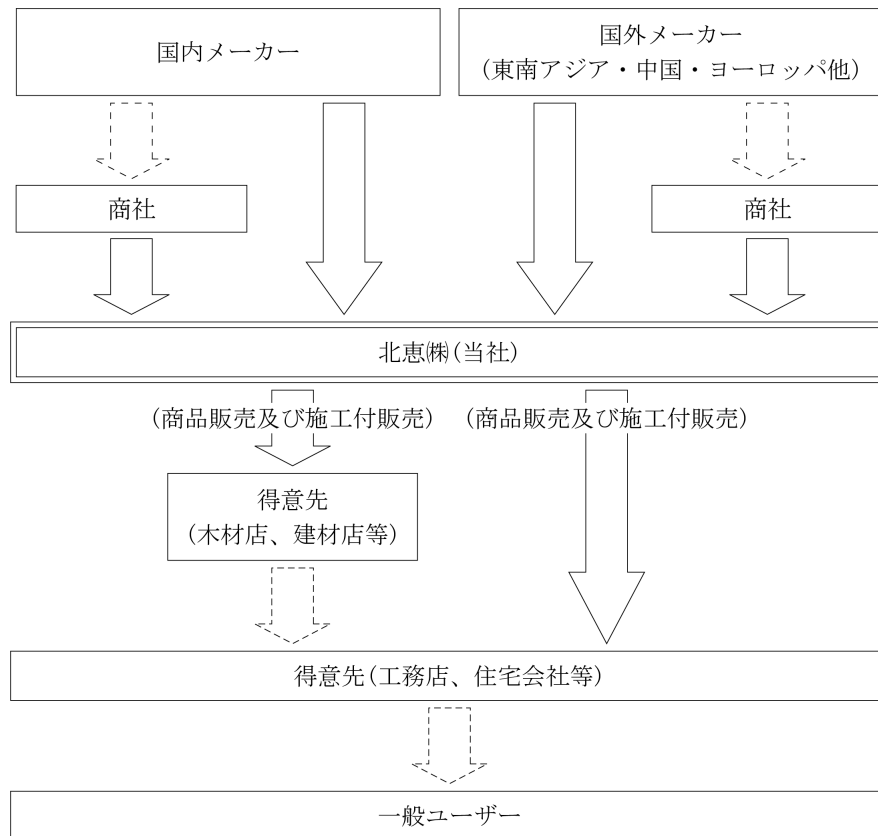 国内メーカー
国外メーカー
(東南アジア・中国・ヨーロッパ他)
商社
商社
北恵㈱(当社)
(商品販売及び施工付販売)
(商品販売及び施工付販売)
得意先
(木材店、建材店等)
得意先(工務店、住宅会社等)
一般ユーザー